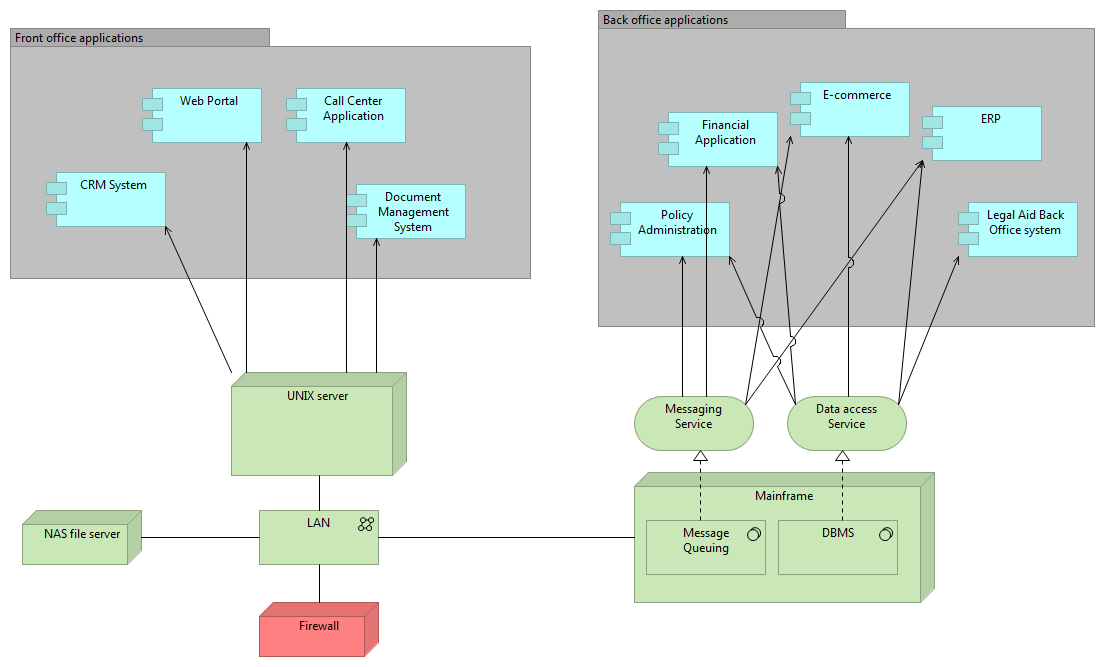 Front office applications
Back office applications
Web Portal
Call Center
Application
CRM System
Document
Management
System
E-commerce
Financial
Application
ERP
Policy
Administration
Legal Aid Back
Office system
UNIX server
Messaging
Service
Data access
Service
Mainframe
NAS file server
LAN
Message
Queuing
DBMS
Firewall